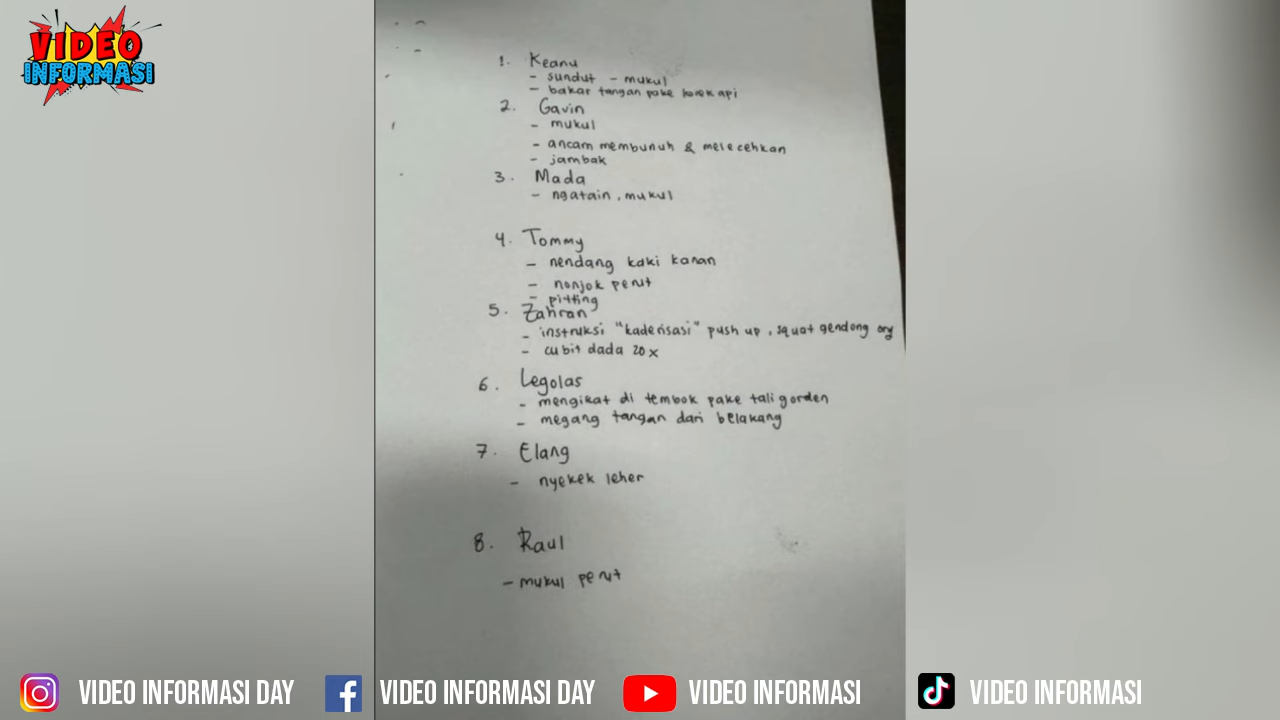 VIDEO
INFORMASI
1. Keanu
- sundut - mukul
- bakar tangan pake korek api
2. Gavin
- mukul
- ancam membunuh & melecehkan
- jambak
3. Mada
- ngatain, mukul
4. Tommy
- nendang kaki kanan
- nonjok perut
- pitting
5. Zahran
- instruksi "kaderisasi" push up, squat gendong org
- cubit dada 20x
6. Legolas
- mengikat di tembok pake tali gorden
- megang tangan dari belakang
7. Elang
- nyekek leher
8. Raul
- mukul perut
VIDEO INFORMASI DAY VIDEO INFORMASI DAY VIDEO INFORMASI VIDEO INFORMASI